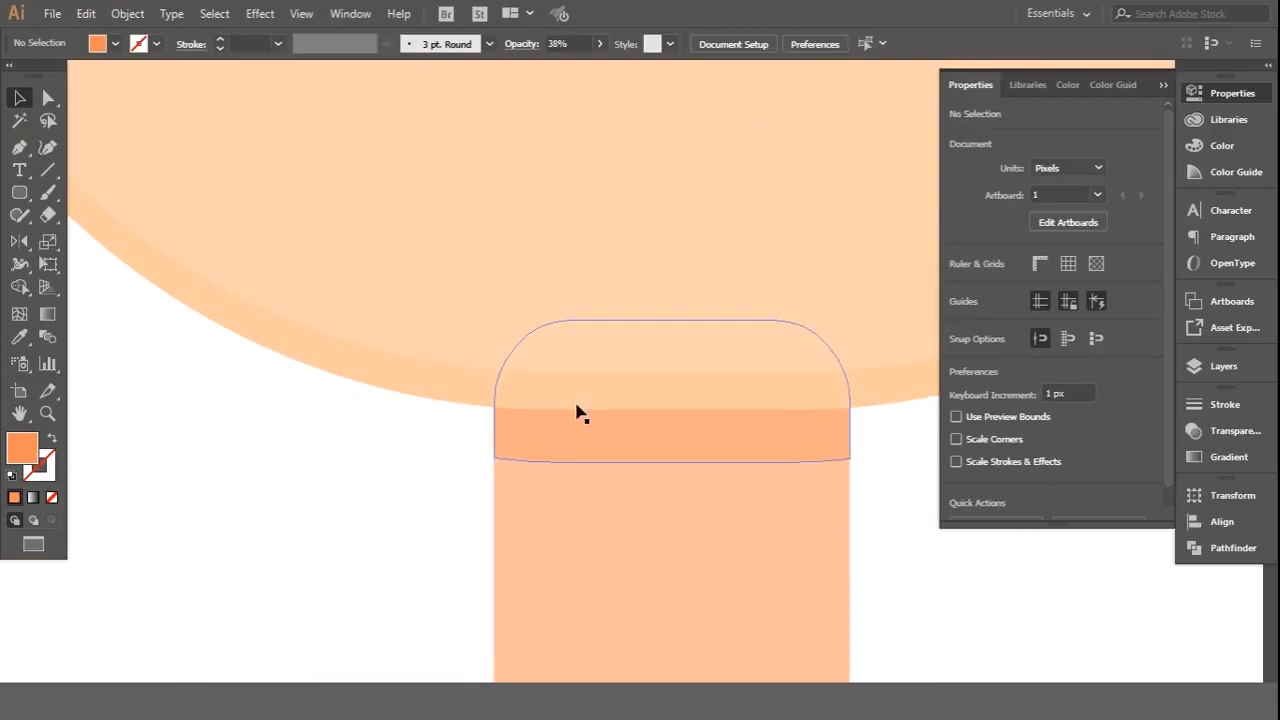 Ai File Edit Object Type Select Effect View Window Help Br St Essentials Search Adobe Stock
No Selection Stroke: 3 pt. Round Opacity: 38% Style: Document Setup Preferences
Properties Libraries Color Color Guid
No Selection
Document
Units: Pixels
Artboard: 1
Edit Artboards
Ruler & Grids
Guides
Snap Options
Preferences
Keyboard Increment: 1 px
Use Preview Bounds
Scale Corners
Scale Strokes & Effects
Quick Actions
Properties
Libraries
Color
Color Guide
Character
Paragraph
OpenType
Artboards
Asset Exp...
Layers
Stroke
Transpare...
Gradient
Transform
Align
Pathfinder